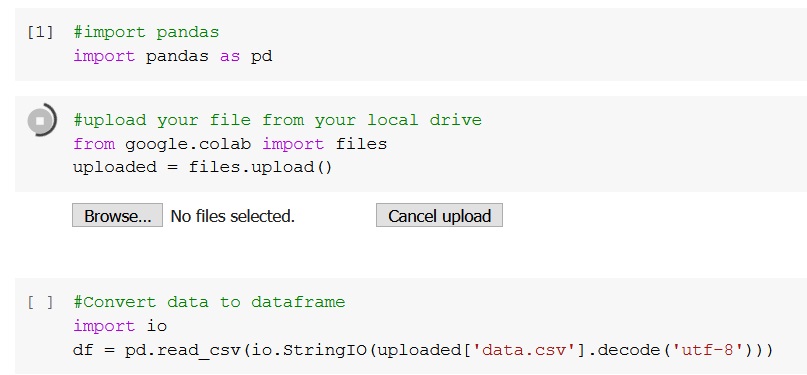 [1] #import pandas
import pandas as pd
#upload your file from your local drive
from google.colab import files
uploaded = files.upload()
Browse... No files selected. Cancel upload
[ ] #Convert data to dataframe
import io
df = pd.read_csv(io.StringIO(uploaded['data.csv'].decode('utf-8')))